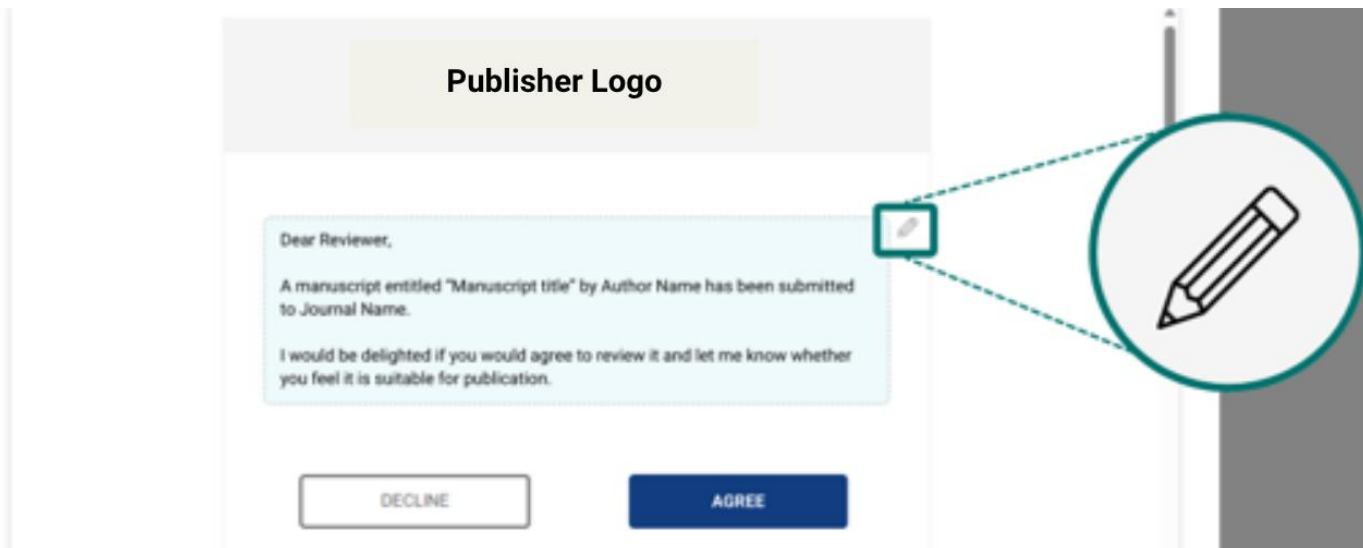 Publisher Logo
Dear Reviewer,
A manuscript entitled "Manuscript title" by Author Name has been submitted
to Journal Name.
I would be delighted if you would agree to review it and let me know whether
you feel it is suitable for publication.
DECLINE
AGREE